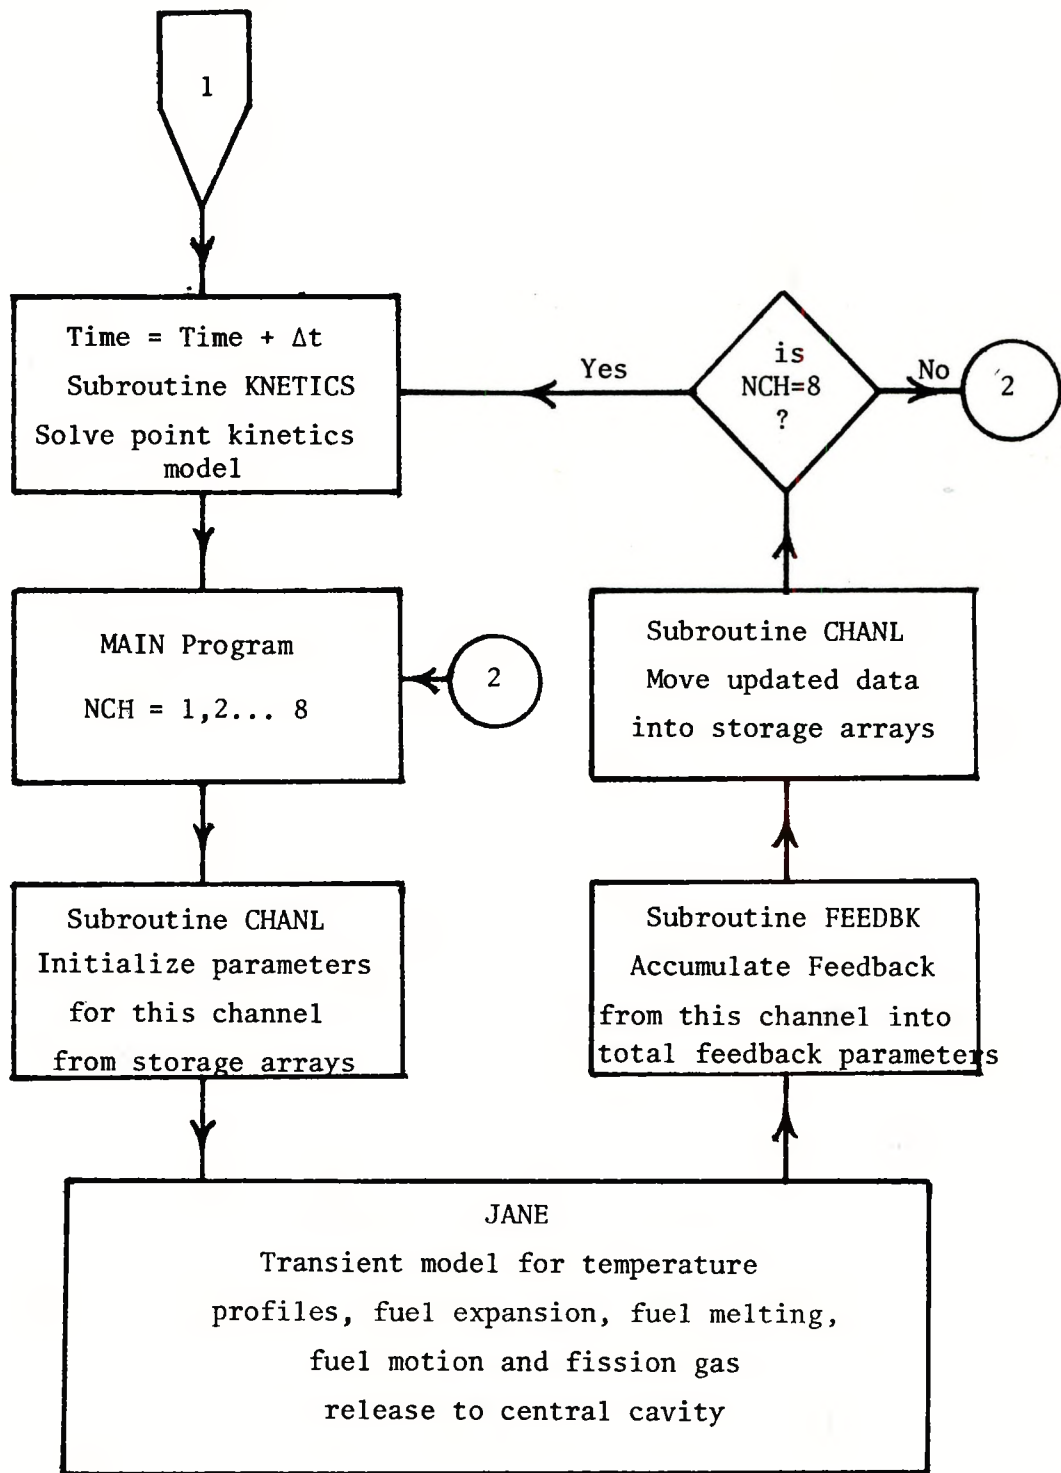 1
Time = Time + Δt
Subroutine KNETICS
Solve point kinetics
model
MAIN Program
NCH = 1,2... 8
2
Subroutine CHANL
Initialize parameters
for this channel
from storage arrays
JANE
Transient model for temperature
profiles, fuel expansion, fuel melting,
fuel motion and fission gas
release to central cavity
Subroutine FEEDBK
Accumulate Feedback
from this channel into
total feedback parameters
Subroutine CHANL
Move updated data
into storage arrays
is
NCH=8
?
Yes
No
2